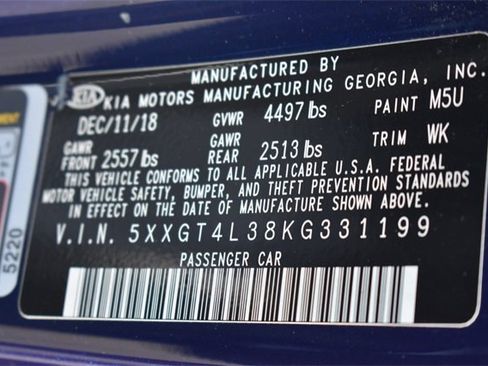 MANUFACTURED BY
KIA KIA MOTORS MANUFACTURING GEORGIA, INC.
DEC/11/18 GVWR 4497 lbs PAINT M5U
GAWR FRONT 2557 lbs GAWR REAR 2513 lbs TRIM WK
THIS VEHICLE CONFORMS TO ALL APPLICABLE U.S.A. FEDERAL
MOTOR VEHICLE SAFETY, BUMPER, AND THEFT PREVENTION STANDARDS
IN EFFECT ON THE DATE OF MANUFACTURE SHOWN ABOVE.
V.I.N. 5XXGT4L38KG331199
PASSENGER CAR
5220